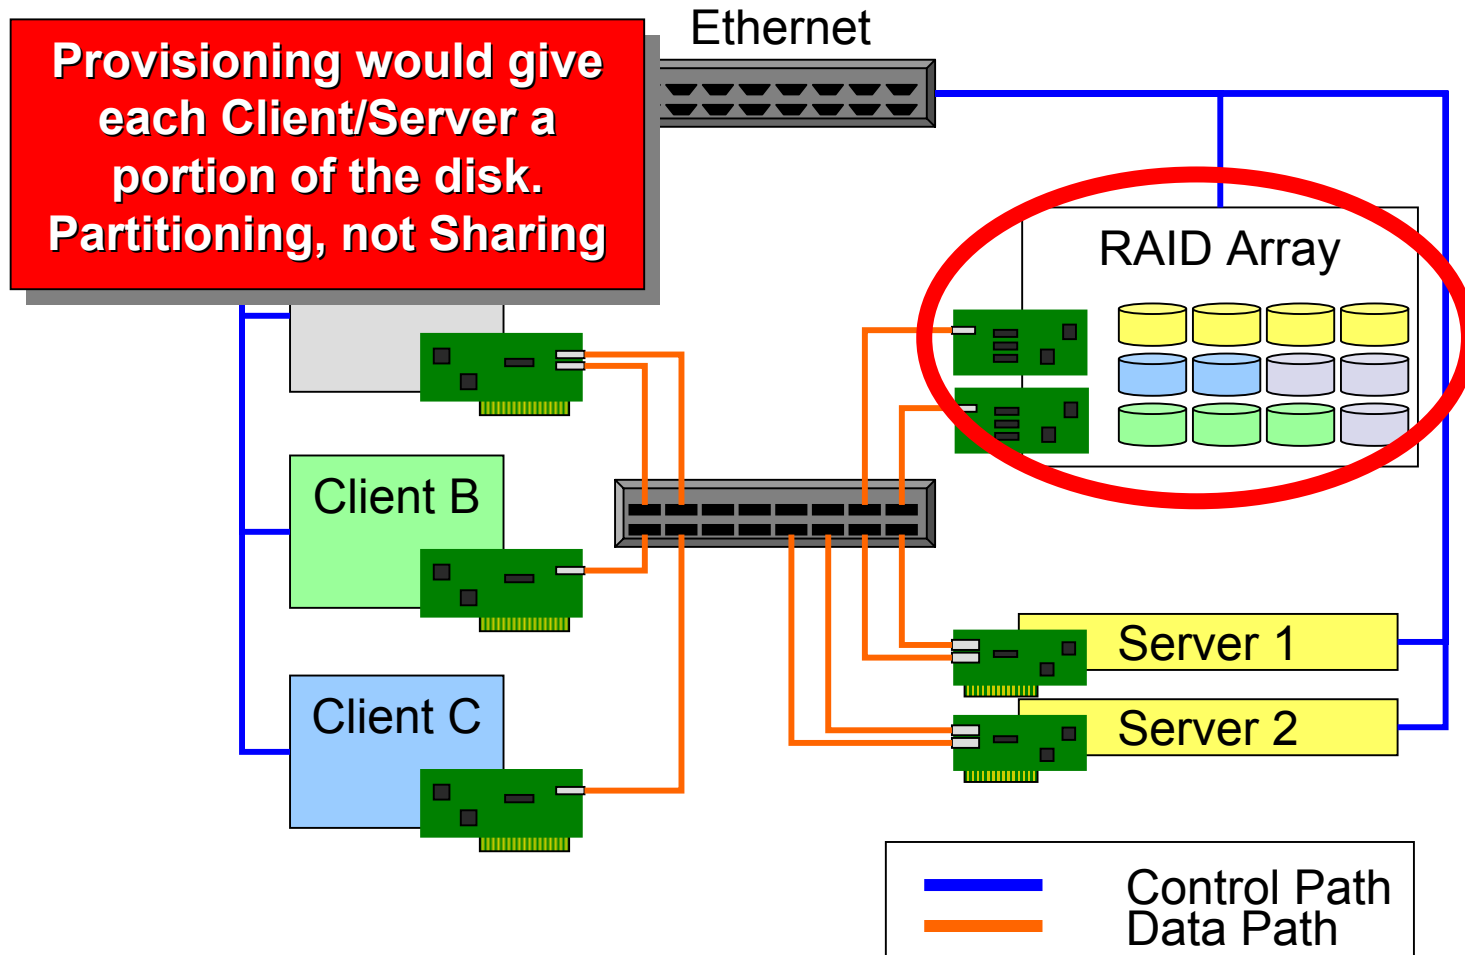 Ethernet
Provisioning would give
each Client/Server a
portion of the disk.
Partitioning, not Sharing
RAID Array
Client B
Client C
Server 1
Server 2
Control Path
Data Path